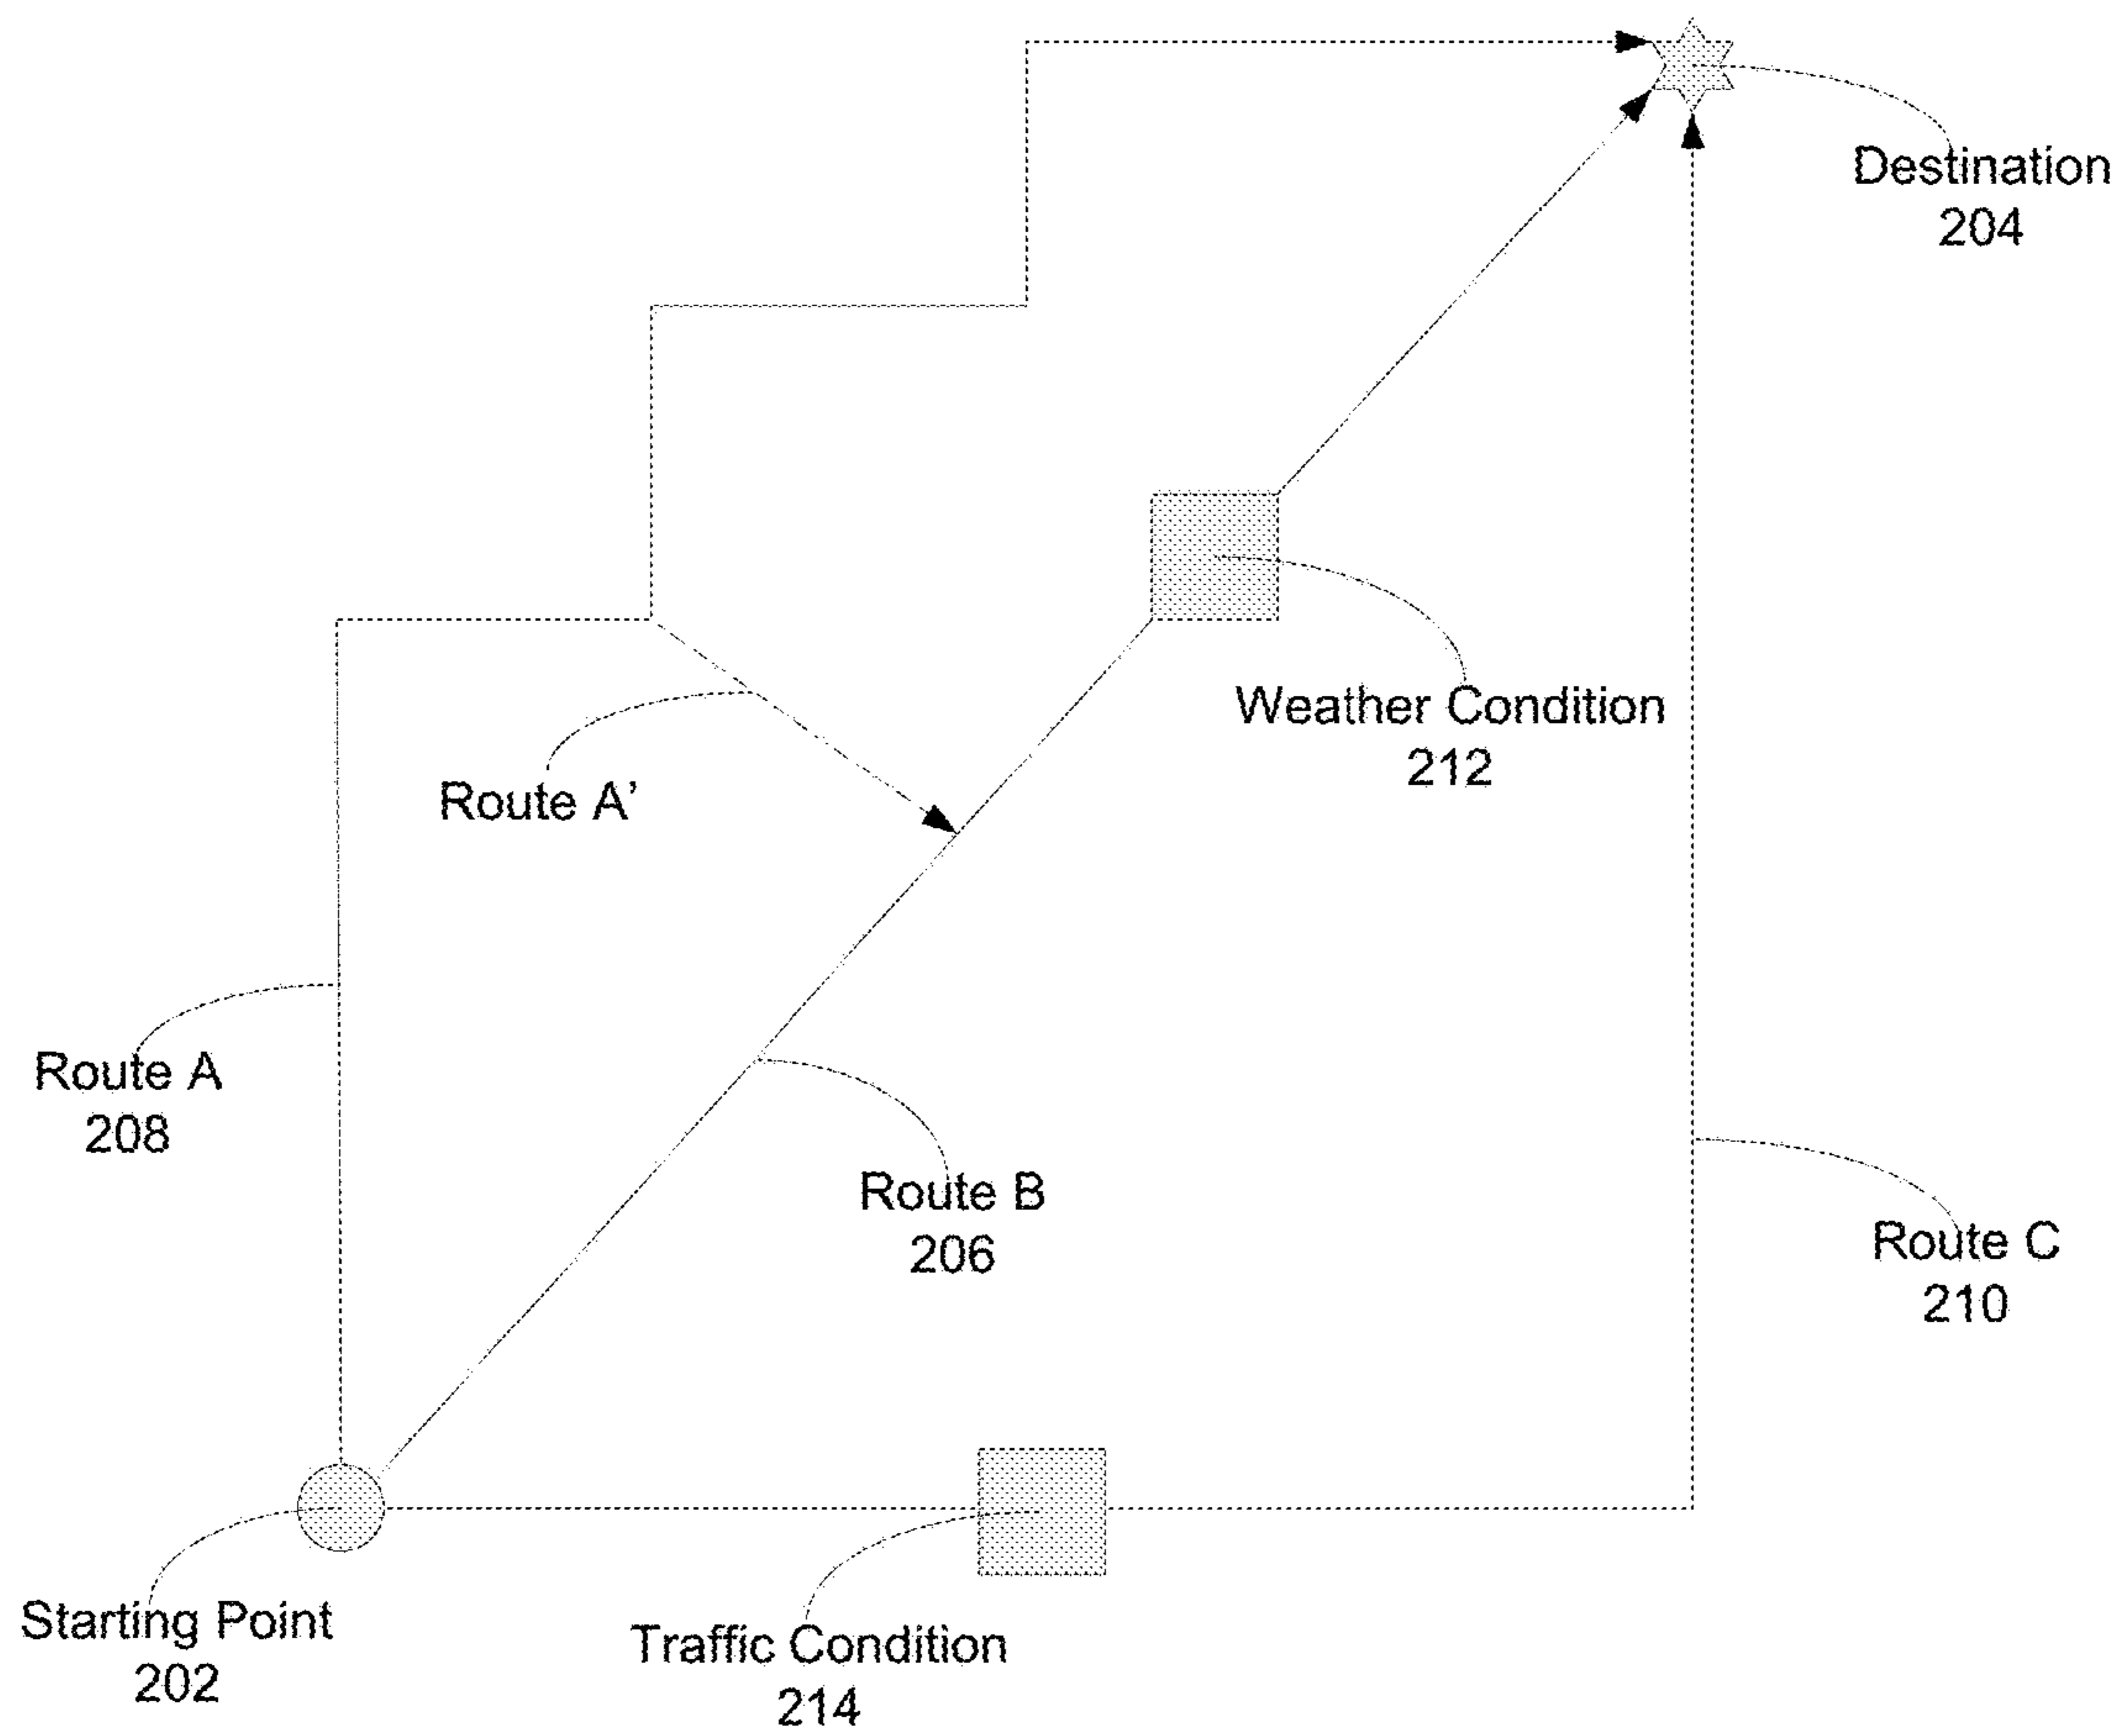 Destination
204
Weather Condition
212
Route A'
Route A
208
Route B
206
Route C
210
Starting Point
202
Traffic Condition
214